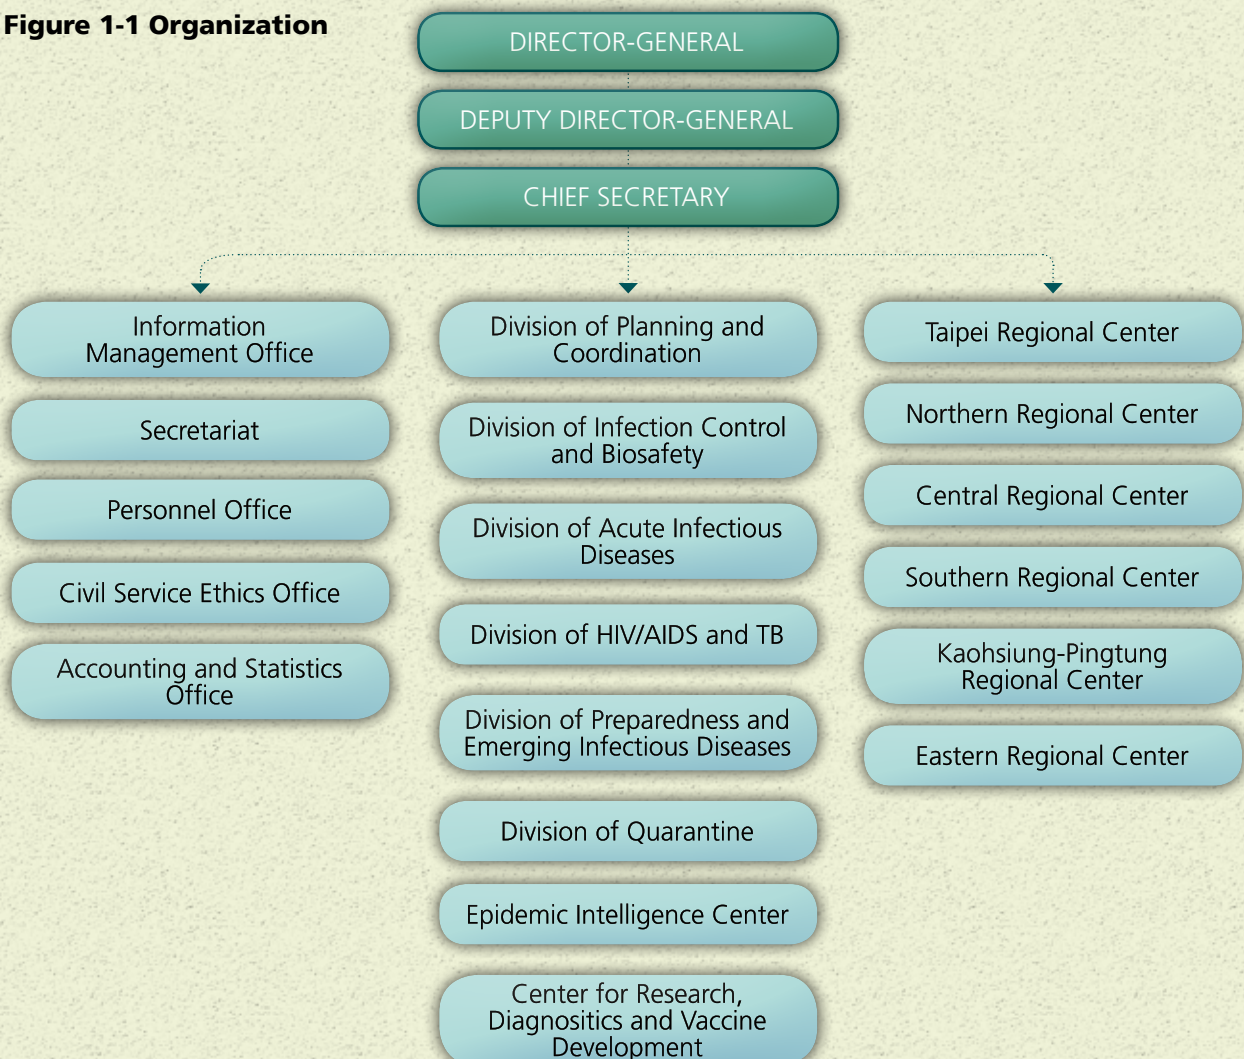 Figure 1-1 Organization
DIRECTOR-GENERAL
DEPUTY DIRECTOR-GENERAL
CHIEF SECRETARY
Information
Management Office
Secretariat
Personnel Office
Civil Service Ethics Office
Accounting and Statistics
Office
Division of Planning and
Coordination
Division of Infection Control
and Biosafety
Division of Acute Infectious
Diseases
Division of HIV/AIDS and TB
Division of Preparedness and
Emerging Infectious Diseases
Division of Quarantine
Epidemic Intelligence Center
Center for Research,
Diagnositics and Vaccine
Development
Taipei Regional Center
Northern Regional Center
Central Regional Center
Southern Regional Center
Kaohsiung-Pingtung
Regional Center
Eastern Regional Center